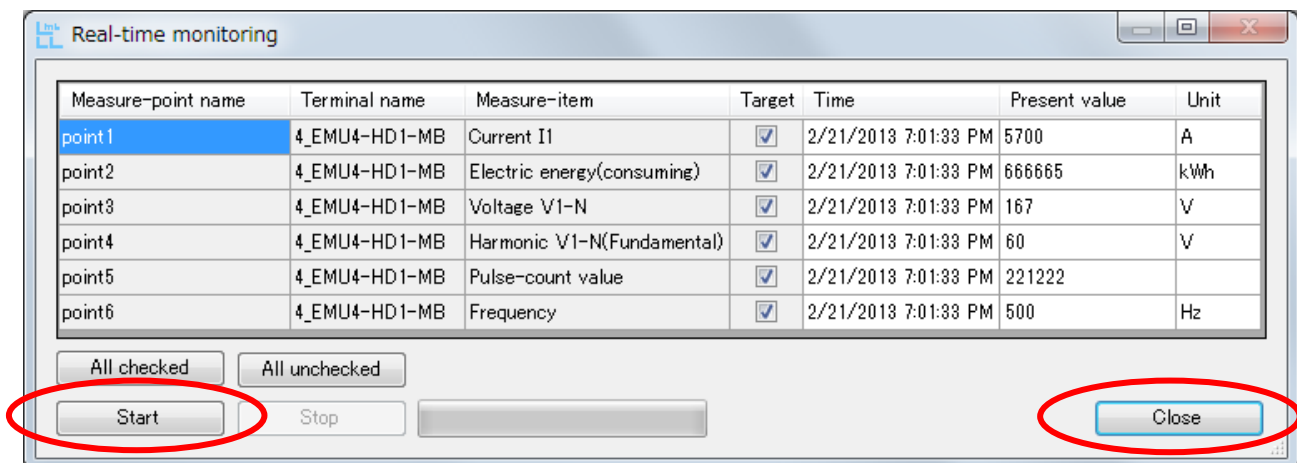 Real-time monitoring
Measure-point name Terminal name Measure-item Target Time Present value Unit
point1 4_EMU4-HD1-MB Current I1 2/21/2013 7:01:33 PM 5700 A
point2 4_EMU4-HD1-MB Electric energy(consuming) 2/21/2013 7:01:33 PM 666665 kWh
point3 4_EMU4-HD1-MB Voltage V1-N 2/21/2013 7:01:33 PM 167 V
point4 4_EMU4-HD1-MB Harmonic V1-N(Fundamental) 2/21/2013 7:01:33 PM 60 V
point5 4_EMU4-HD1-MB Pulse-count value 2/21/2013 7:01:33 PM 221222
point6 4_EMU4-HD1-MB Frequency 2/21/2013 7:01:33 PM 500 Hz
All checked All unchecked
Start Stop Close